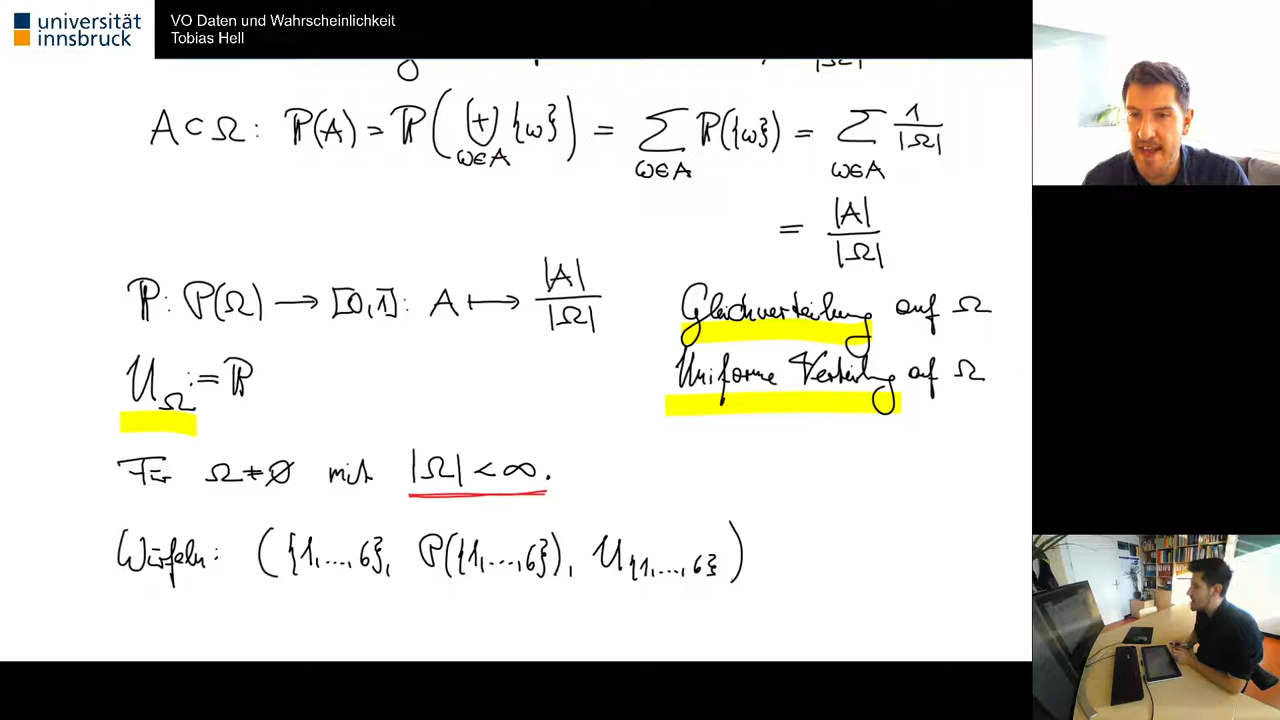 universität
innsbruck
VO Daten und Wahrscheinlichkeit
Tobias Hell
|Ω|
A ⊂ Ω: ℙ(A) = ℙ(⨄_{ω∈A} {ω}) = ∑_{ω∈A} ℙ({ω}) = ∑_{ω∈A} 1/|Ω|
= |A|/|Ω|
ℙ: 𝒫(Ω) ⟶ [0,1]: A ⟼ |A|/|Ω| Gleichverteilung auf Ω
𝒰_Ω := ℙ Uniforme Verteilung auf Ω
Für Ω ≠ ∅ mit |Ω| < ∞.
Würfeln: ({1,...,6}, 𝒫({1,...,6}), 𝒰_{{1,...,6}})